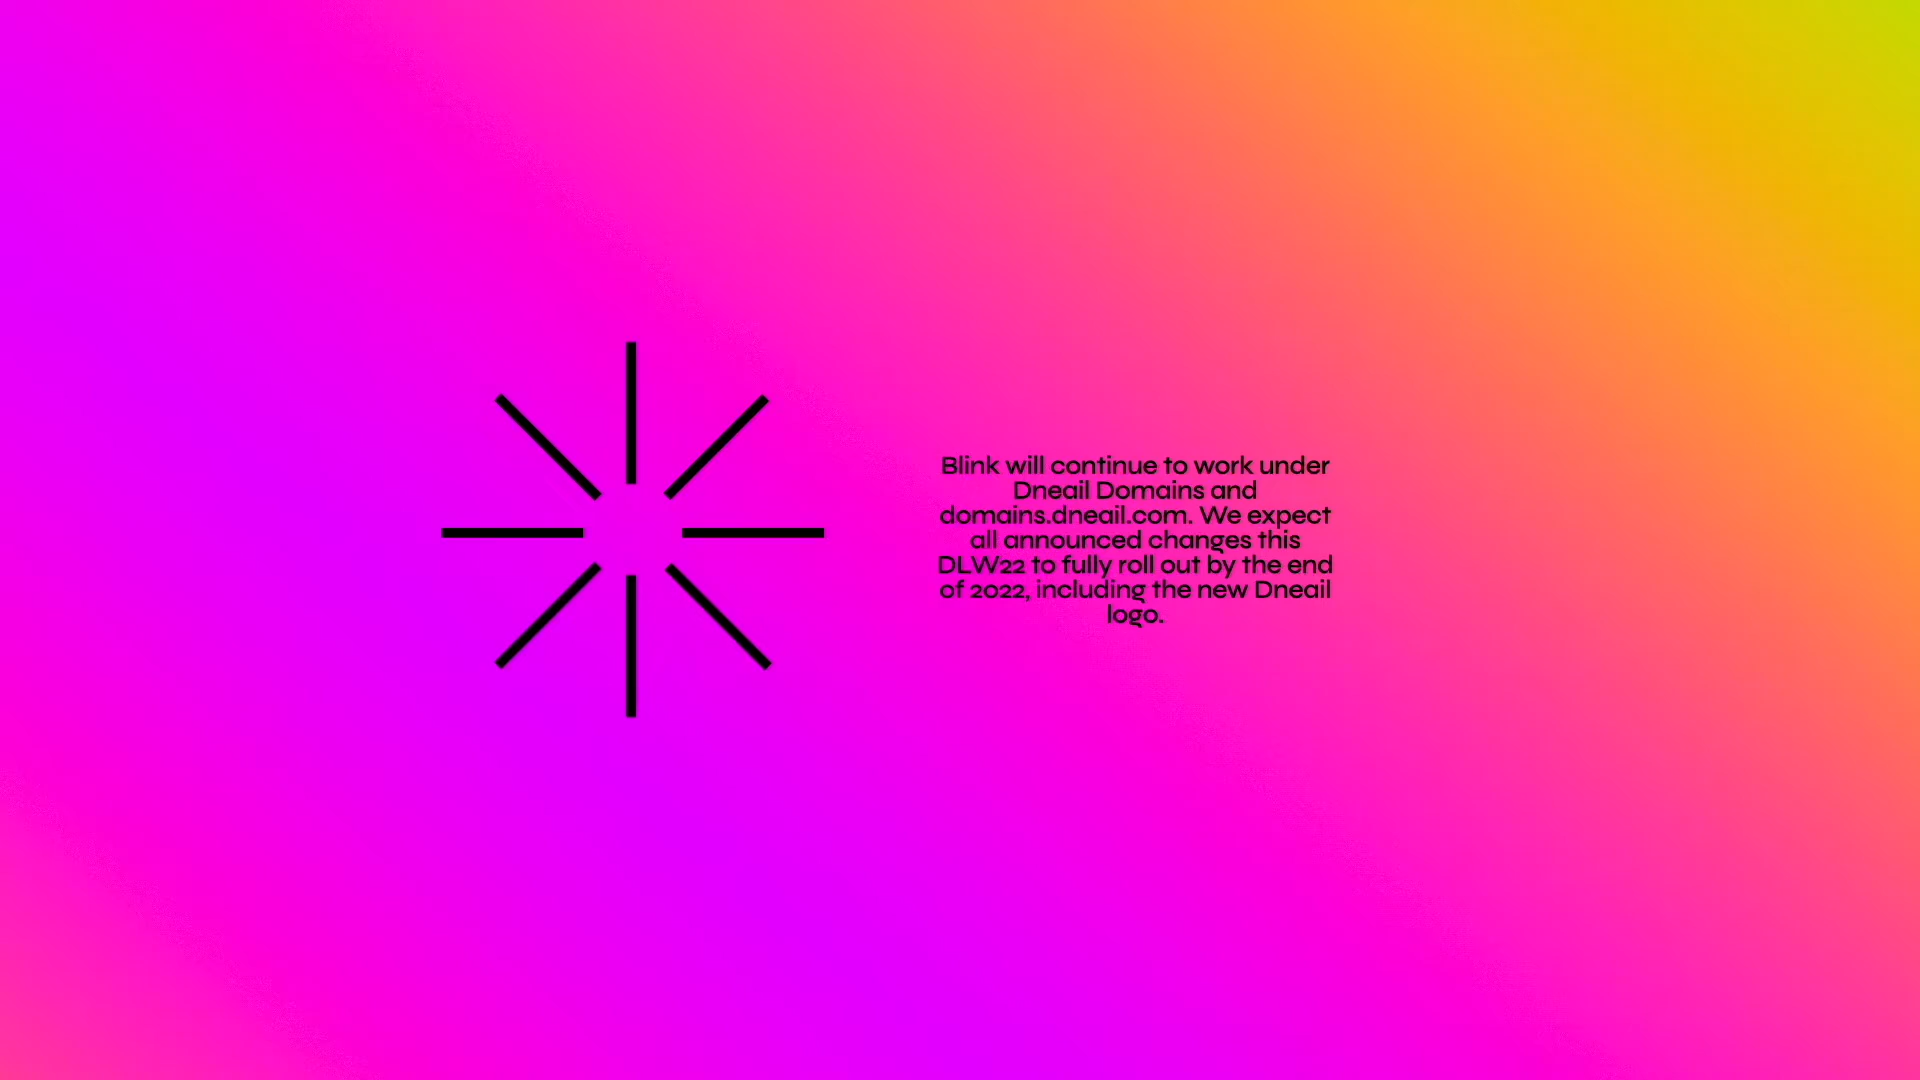 Blink will continue to work under
Dneail Domains and
domains.dneail.com. We expect
all announced changes this
DLW22 to fully roll out by the end
of 2022, including the new Dneail
logo.